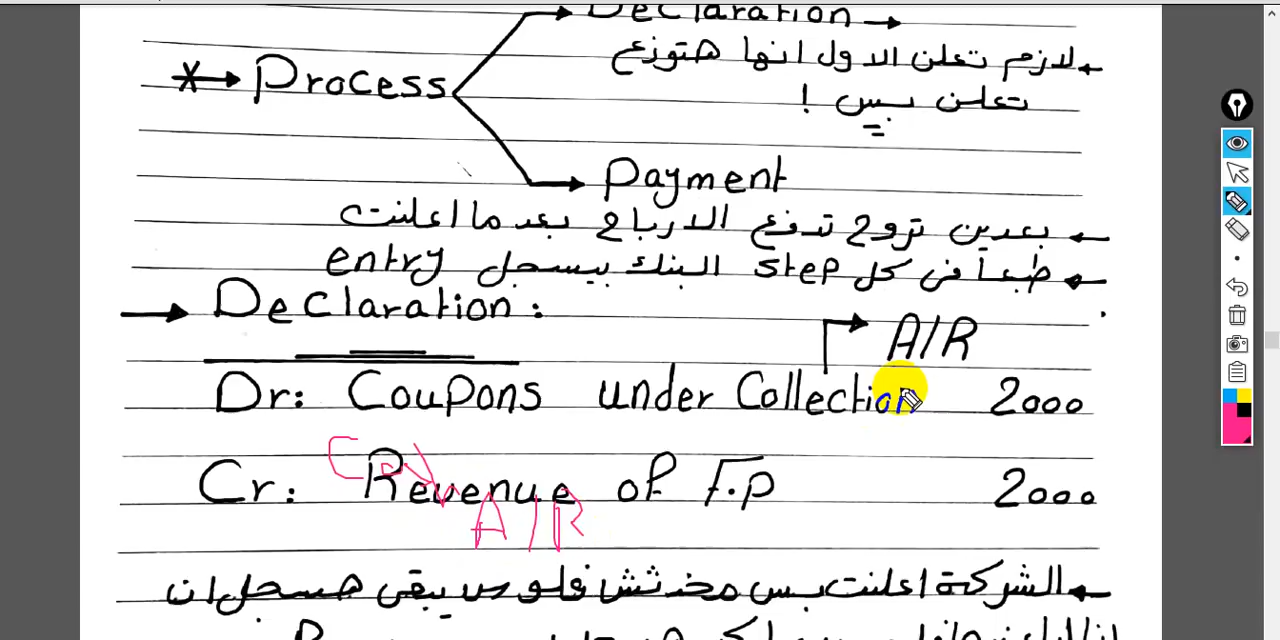 Declaration →
← لازم تعلن الاول انها هتوزع
تعلن بس !
* → Process
→ Payment
← بعدين تروح تدفع الارباح بعد ما اعلنت
← طبعاً فى كل step البنك بيسجل entry
→ Declaration :
→ A/R
Dr: Coupons under Collection 2000
Cr: Revenue of F.P 2000
A/R
← الشركة اعلنت بس مخدتش فلوس يبقى هسجل ان